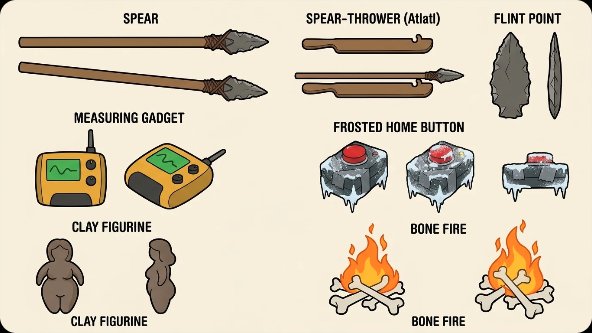 SPEAR
SPEAR-THROWER (Atlatl)
FLINT POINT
MEASURING GADGET
FROSTED HOME BUTTON
CLAY FIGURINE
BONE FIRE
CLAY FIGURINE
BONE FIRE